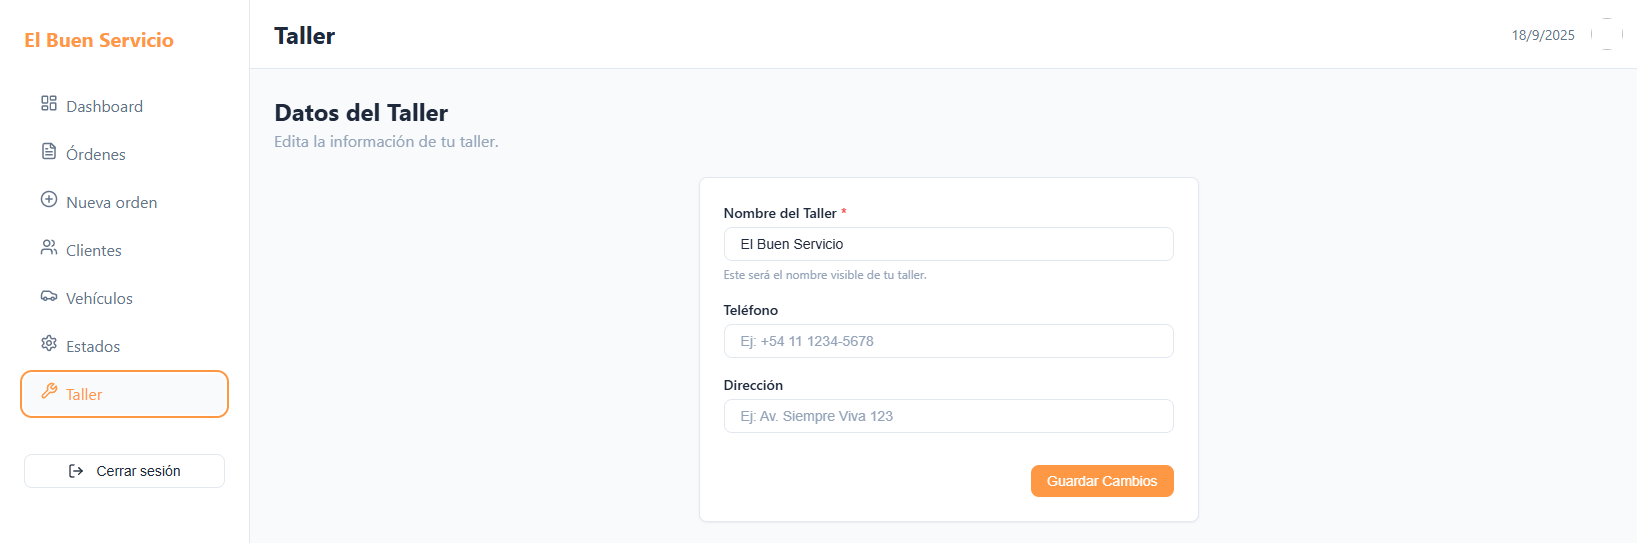 El Buen Servicio
Dashboard
Órdenes
Nueva orden
Clientes
Vehículos
Estados
Taller
Cerrar sesión
Taller
18/9/2025
Datos del Taller
Edita la información de tu taller.
Nombre del Taller *
El Buen Servicio
Este será el nombre visible de tu taller.
Teléfono
Ej: +54 11 1234-5678
Dirección
Ej: Av. Siempre Viva 123
Guardar Cambios